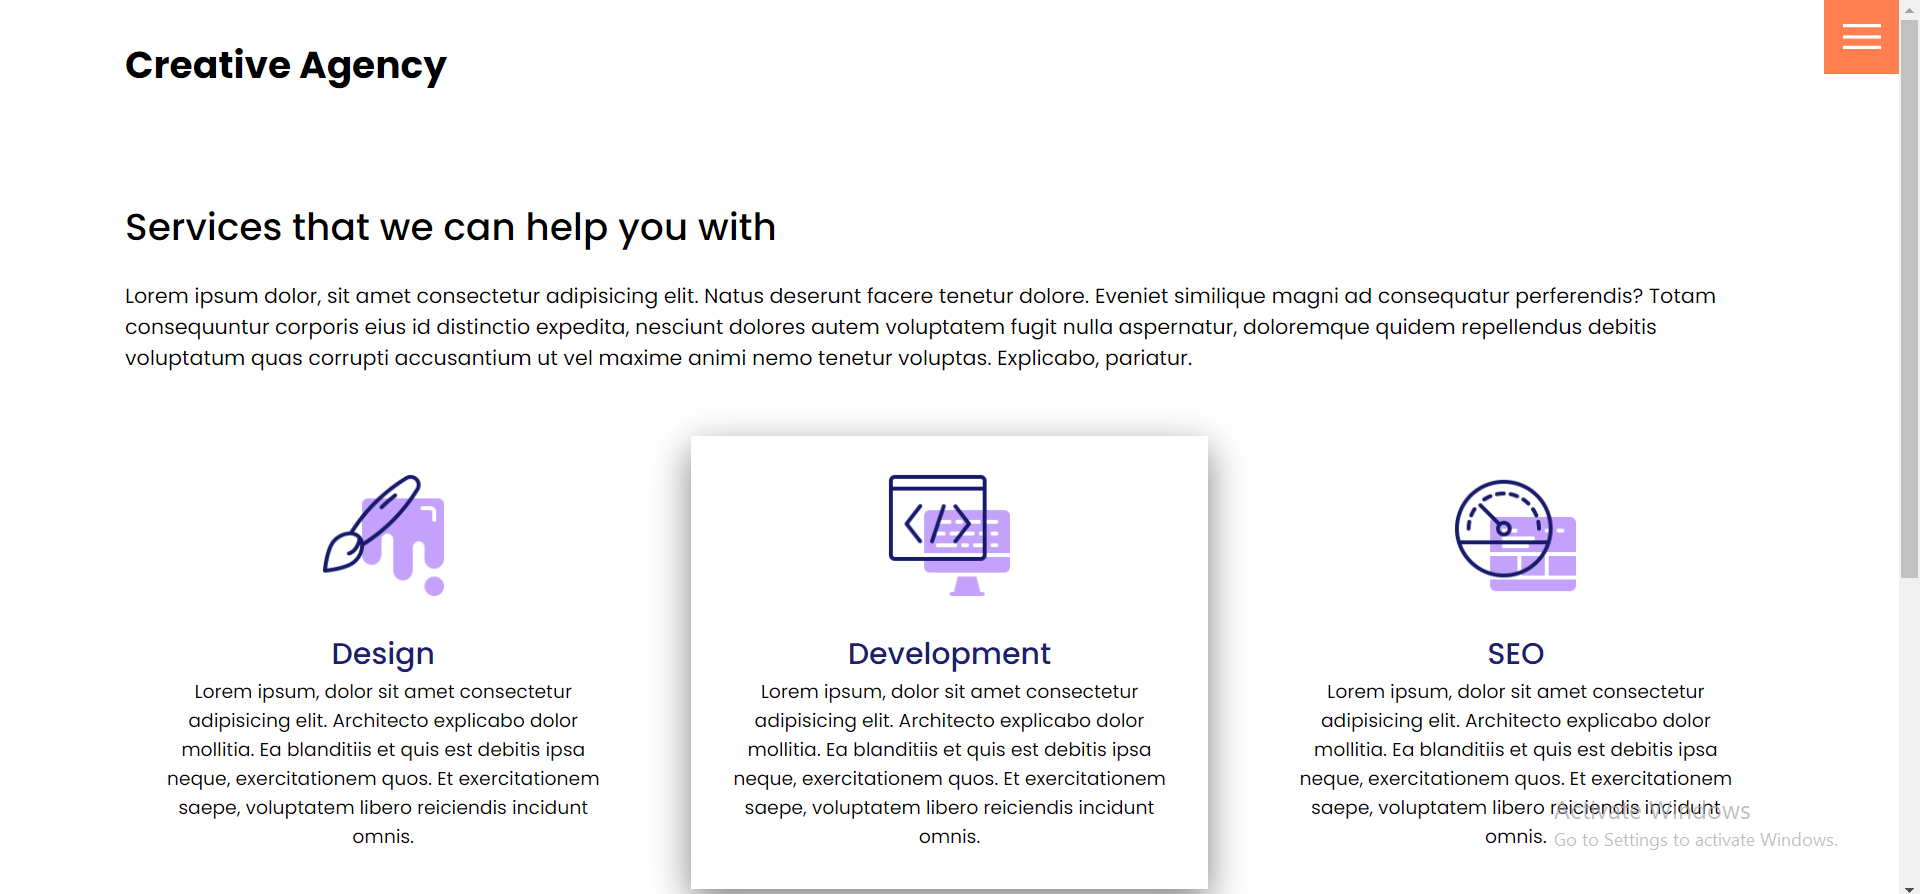 Creative Agency
Services that we can help you with
Lorem ipsum dolor, sit amet consectetur adipisicing elit. Natus deserunt facere tenetur dolore. Eveniet similique magni ad consequatur perferendis? Totam
consequuntur corporis eius id distinctio expedita, nesciunt dolores autem voluptatem fugit nulla aspernatur, doloremque quidem repellendus debitis
voluptatum quas corrupti accusantium ut vel maxime animi nemo tenetur voluptas. Explicabo, pariatur.
</>
Design
Lorem ipsum, dolor sit amet consectetur
adipisicing elit. Architecto explicabo dolor
mollitia. Ea blanditiis et quis est debitis ipsa
neque, exercitationem quos. Et exercitationem
saepe, voluptatem libero reiciendis incidunt
omnis.
Development
Lorem ipsum, dolor sit amet consectetur
adipisicing elit. Architecto explicabo dolor
mollitia. Ea blanditiis et quis est debitis ipsa
neque, exercitationem quos. Et exercitationem
saepe, voluptatem libero reiciendis incidunt
omnis.
SEO
Lorem ipsum, dolor sit amet consectetur
adipisicing elit. Architecto explicabo dolor
mollitia. Ea blanditiis et quis est debitis ipsa
neque, exercitationem quos. Et exercitationem
saepe, voluptatem libero reiciendis incidunt
omnis.
Activate Windows
Go to Settings to activate Windows.